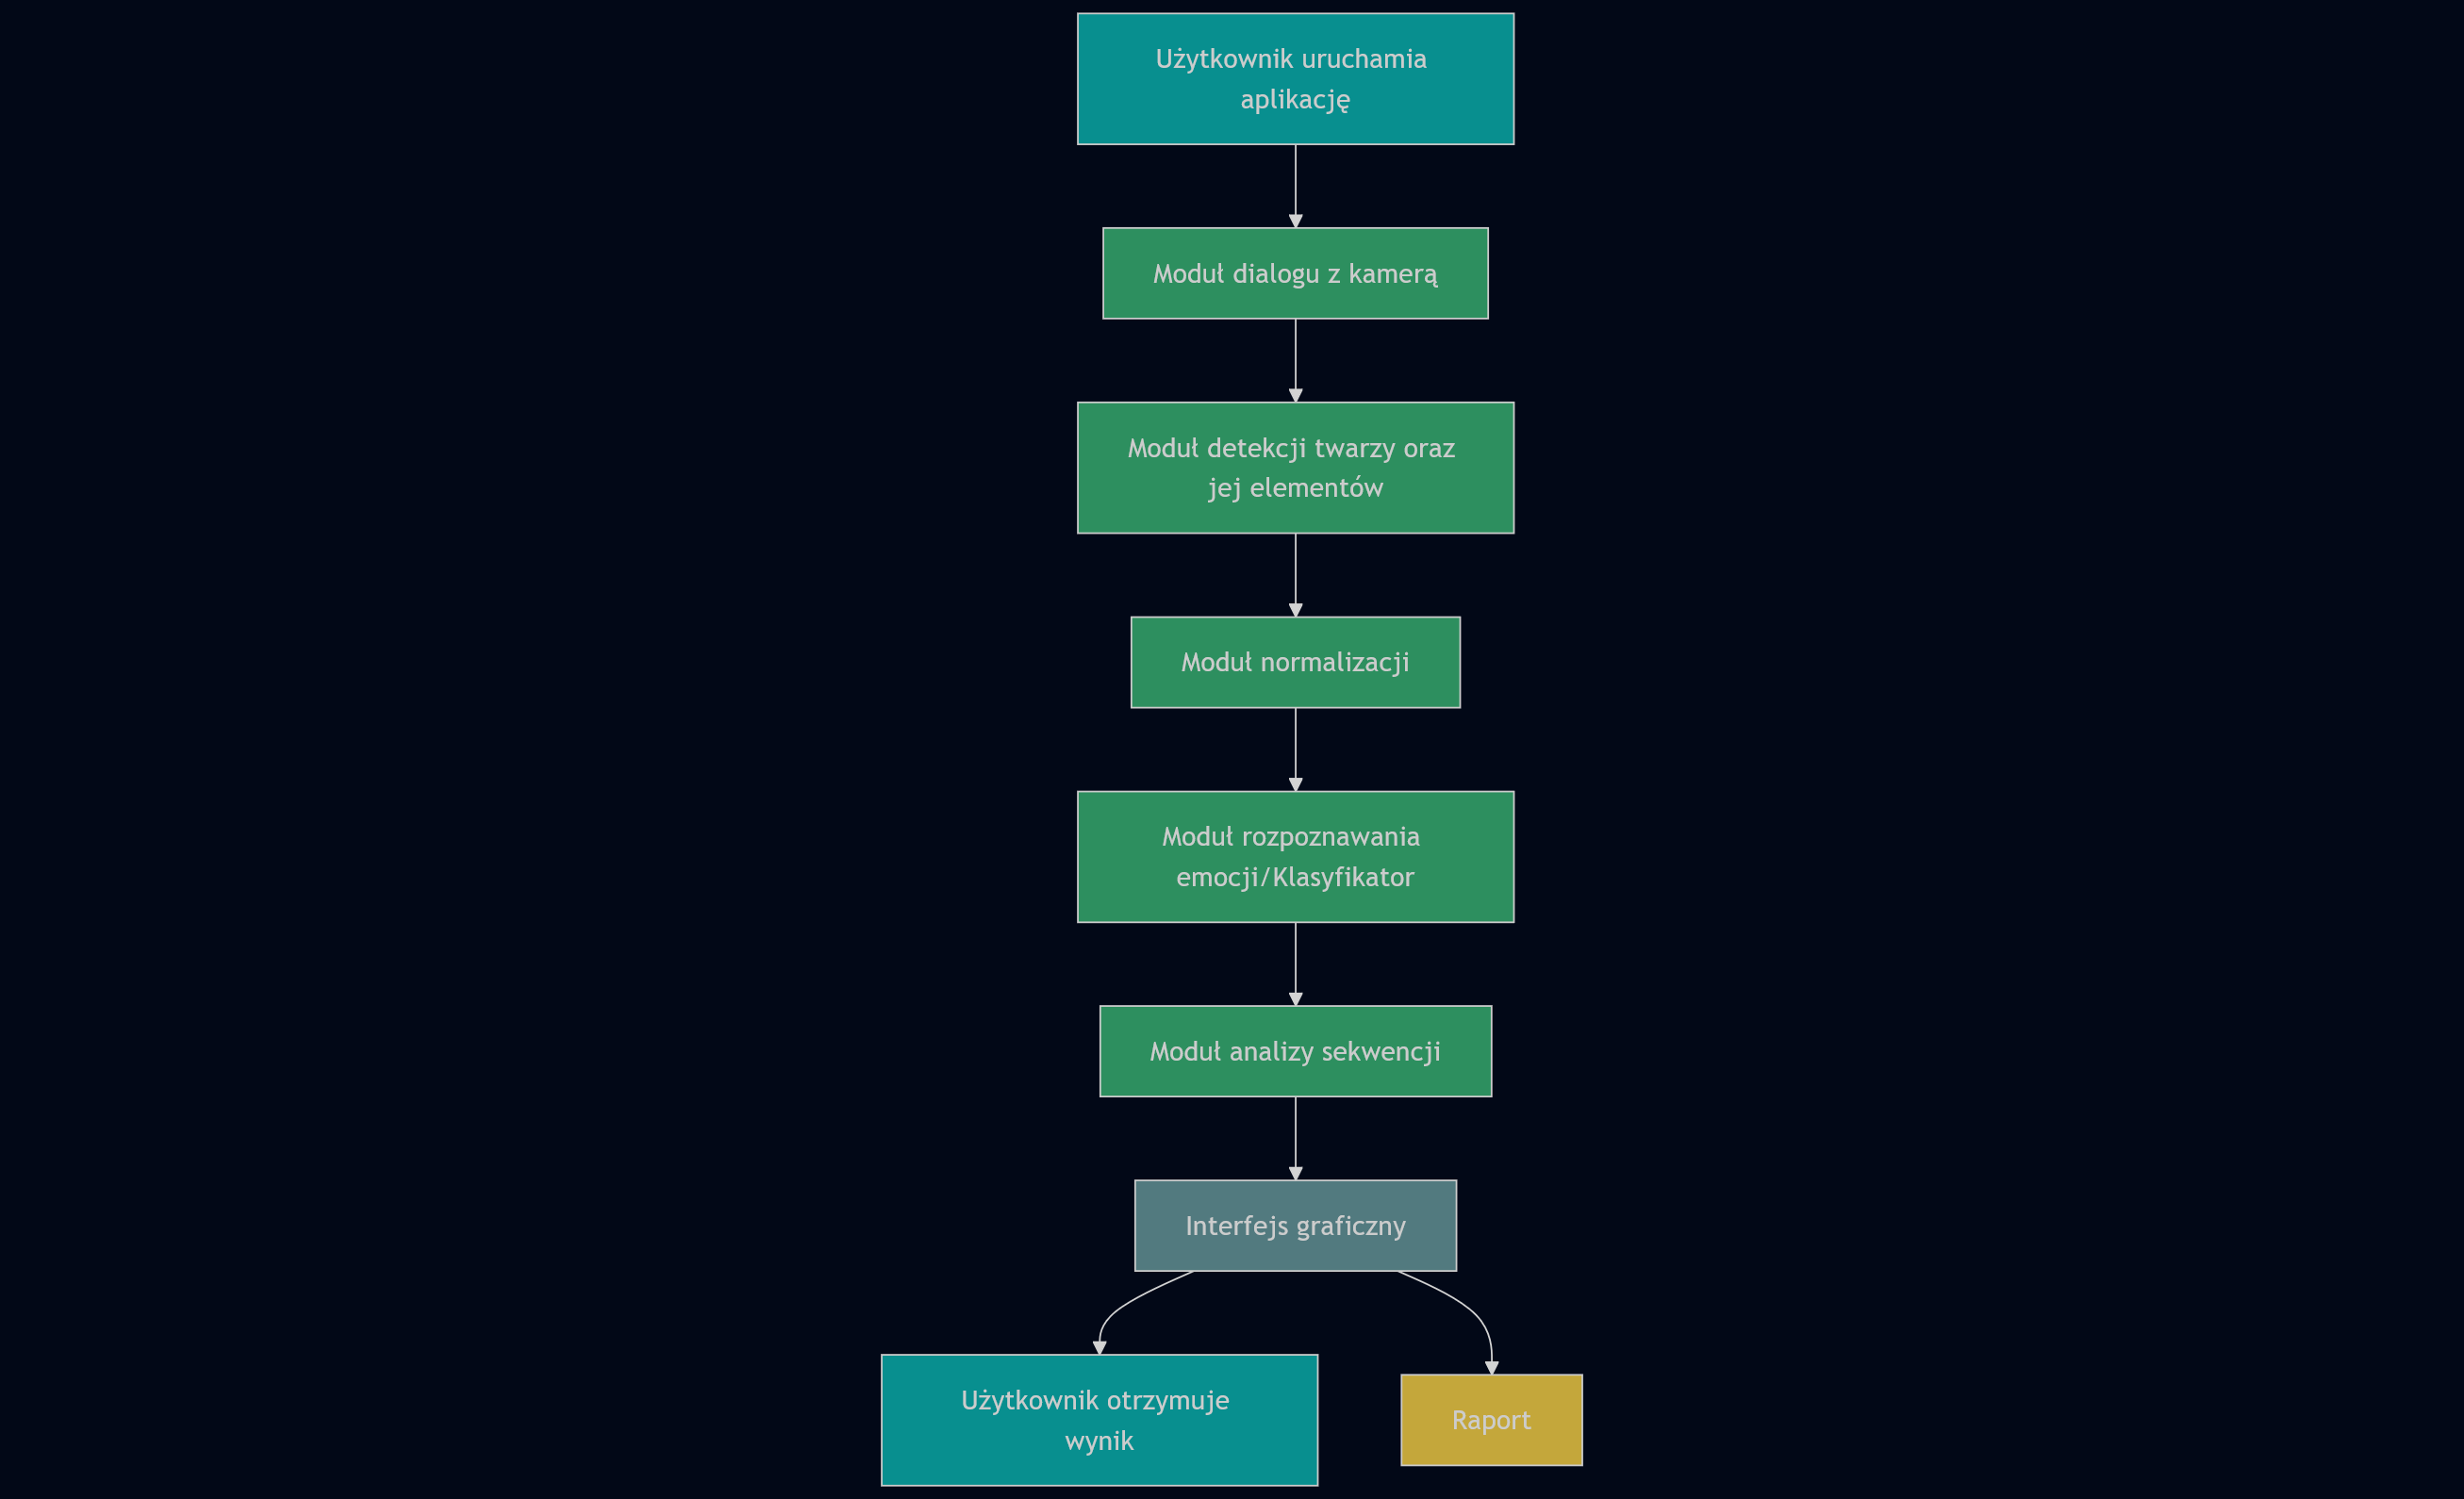 Użytkownik uruchamia
aplikację
Moduł dialogu z kamerą
Moduł detekcji twarzy oraz
jej elementów
Moduł normalizacji
Moduł rozpoznawania
emocji/Klasyfikator
Moduł analizy sekwencji
Interfejs graficzny
Użytkownik otrzymuje
wynik
Raport